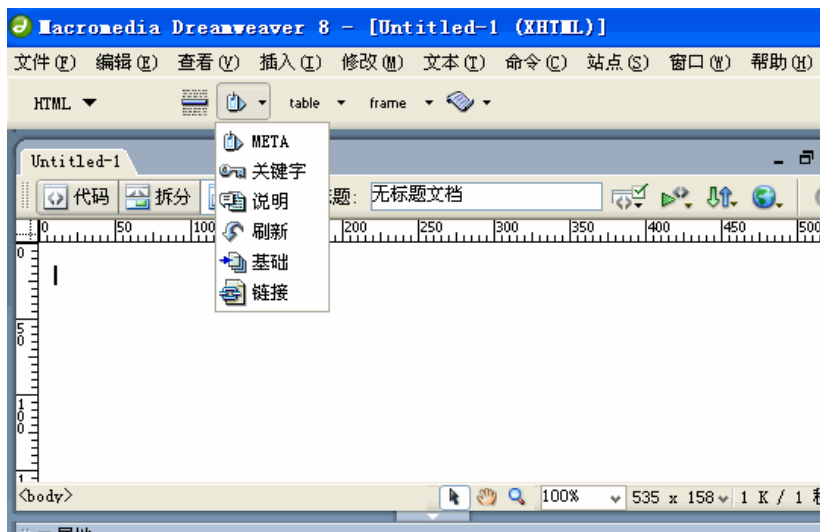 Macromedia Dreamweaver 8 - [Untitled-1 (XHTML)]
文件(F) 编辑(E) 查看(V) 插入(I) 修改(M) 文本(T) 命令(C) 站点(S) 窗口(W) 帮助(H)
HTML table frame
META
Untitled-1
关键字
代码 拆分 说明 题: 无标题文档
刷新
0 50 100 200 250 300 350 400 450 500
基础
链接
0
50
100
<body> 100% 535 x 158 1 K / 1